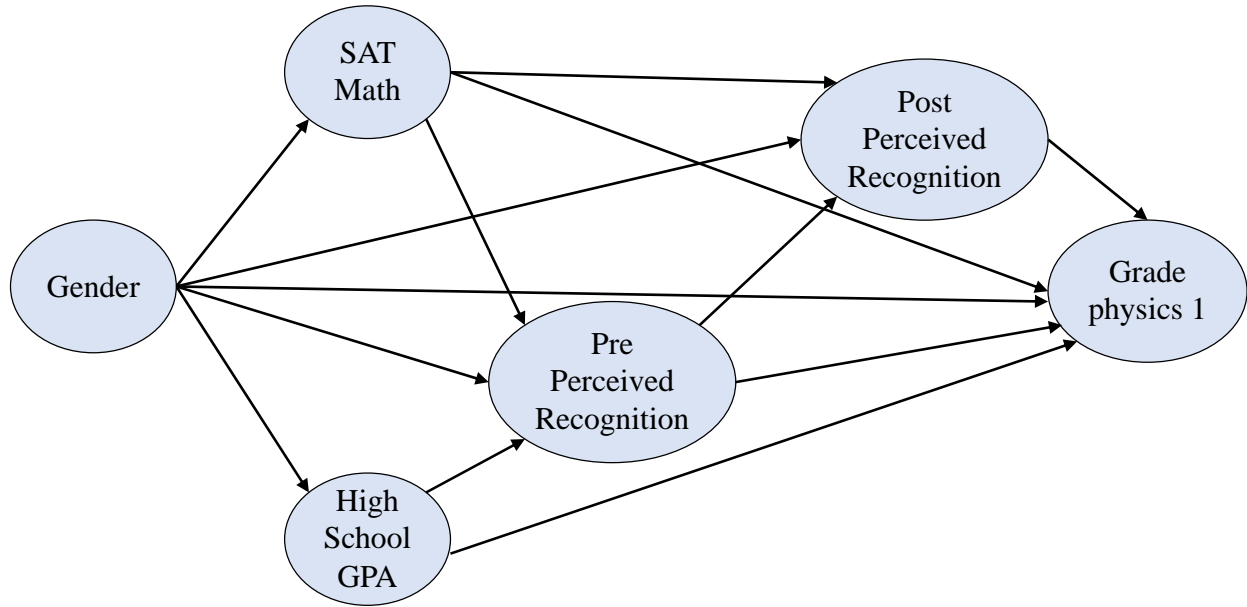 SAT
Math
Post
Perceived
Recognition
Gender
Grade
physics 1
Pre
Perceived
Recognition
High
School
GPA